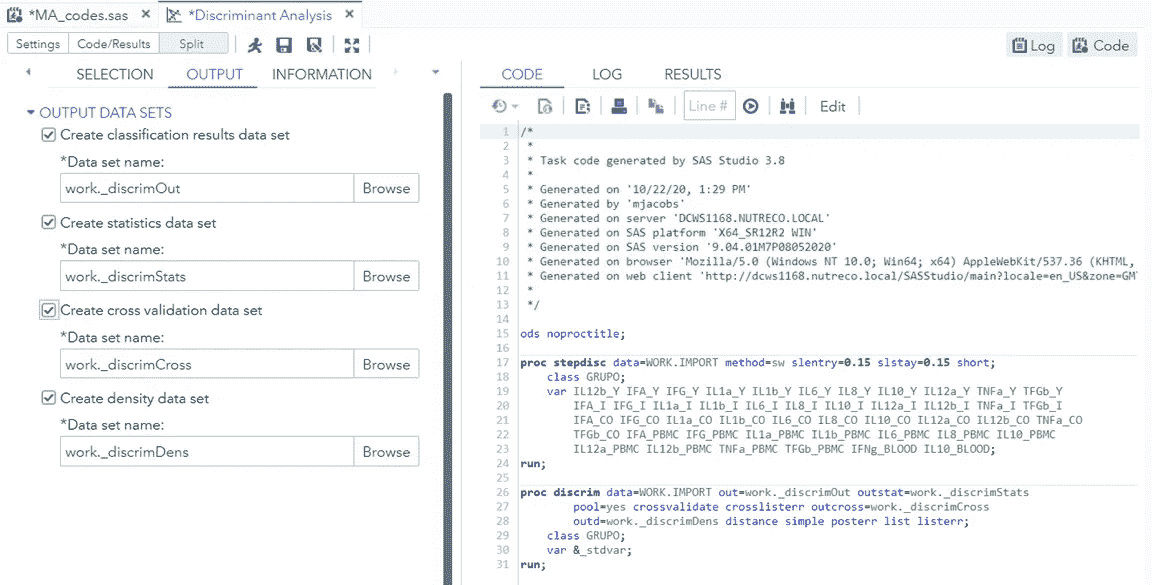 *MA_codes.sas ×
*Discriminant Analysis ×
Settings Code/Results Split
Log Code
SELECTION OUTPUT INFORMATION
OUTPUT DATA SETS
Create classification results data set
*Data set name:
work._discrimOut Browse
Create statistics data set
*Data set name:
work._discrimStats Browse
Create cross validation data set
*Data set name:
work._discrimCross Browse
Create density data set
*Data set name:
work._discrimDens Browse
CODE LOG RESULTS
Line # Edit
1 /*
2 *
3 * Task code generated by SAS Studio 3.8
4 *
5 * Generated on '10/22/20, 1:29 PM'
6 * Generated by 'mjacobs'
7 * Generated on server 'DCWS1168.NUTRECO.LOCAL'
8 * Generated on SAS platform 'X64_SR12R2 WIN'
9 * Generated on SAS version '9.04.01M7P08052020'
10 * Generated on browser 'Mozilla/5.0 (Windows NT 10.0; Win64; x64) AppleWebKit/537.36 (KHTML,
11 * Generated on web client 'http://dcws1168.nutreco.local/SASStudio/main?locale=en_US&zone=GM
12 *
13 */
14
15 ods noproctitle;
16
17 proc stepdisc data=WORK.IMPORT method=sw slentry=0.15 slstay=0.15 short;
18 class GRUPO;
19 var IL12b_Y IFA_Y IFG_Y IL1a_Y IL1b_Y IL6_Y IL8_Y IL10_Y IL12a_Y TNFa_Y TFGb_Y
20 IFA_I IFG_I IL1a_I IL1b_I IL6_I IL8_I IL10_I IL12a_I IL12b_I TNFa_I TFGb_I
21 IFA_CO IFG_CO IL1a_CO IL1b_CO IL6_CO IL8_CO IL10_CO IL12a_CO IL12b_CO TNFa_CO
22 TFGb_CO IFA_PBMC IFG_PBMC IL1a_PBMC IL1b_PBMC IL6_PBMC IL8_PBMC IL10_PBMC
23 IL12a_PBMC IL12b_PBMC TNFa_PBMC TFGb_PBMC IFNg_BLOOD IL10_BLOOD;
24 run;
25
26 proc discrim data=WORK.IMPORT out=work._discrimOut outstat=work._discrimStats
27 pool=yes crossvalidate crosslisterr outcross=work._discrimCross
28 outd=work._discrimDens distance simple posterr list listerr;
29 class GRUPO;
30 var &_stdvar;
31 run;